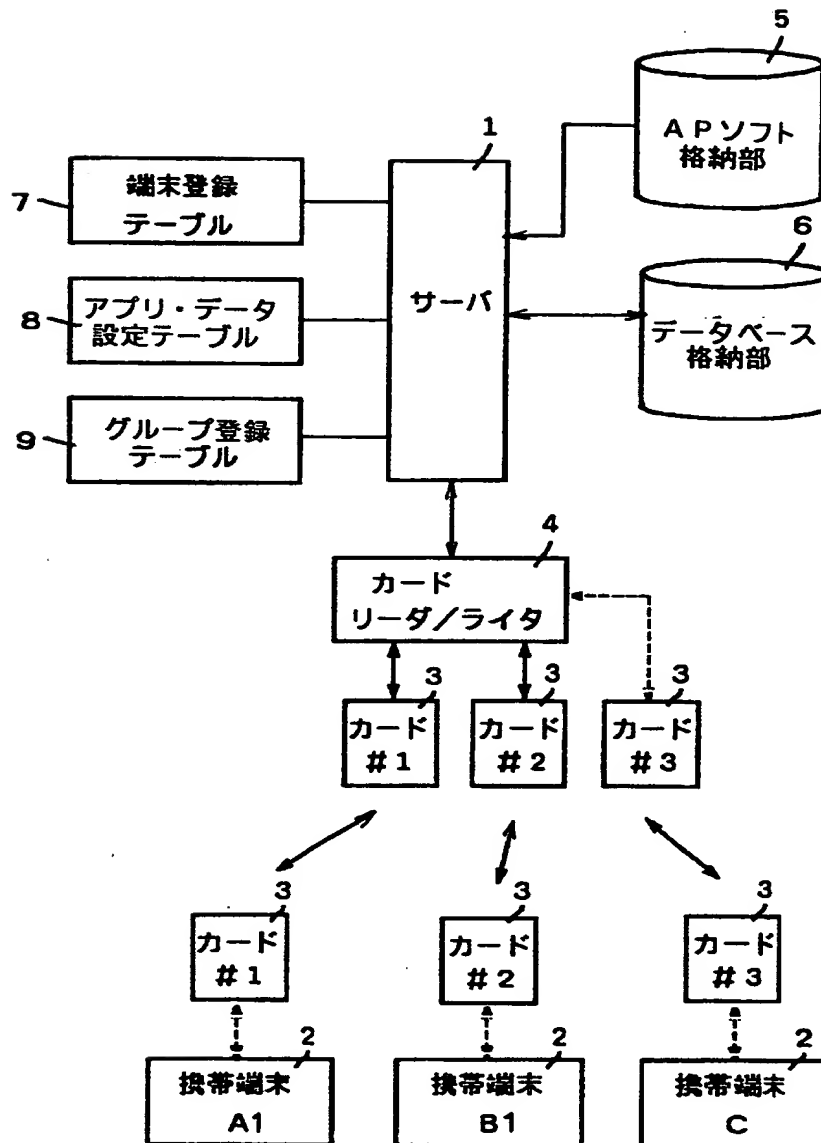 5
APソフト
格納部
1
7
端末登録
テーブル
6
8
アプリ・データ
設定テーブル
サーバ
データベース
格納部
9
グループ登録
テーブル
4
カード
リーダ/ライタ
3
3
3
カード
#1
カード
#2
カード
#3
3
3
3
カード
#1
カード
#2
カード
#3
2
2
2
携帯端末
A1
携帯端末
B1
携帯端末
C